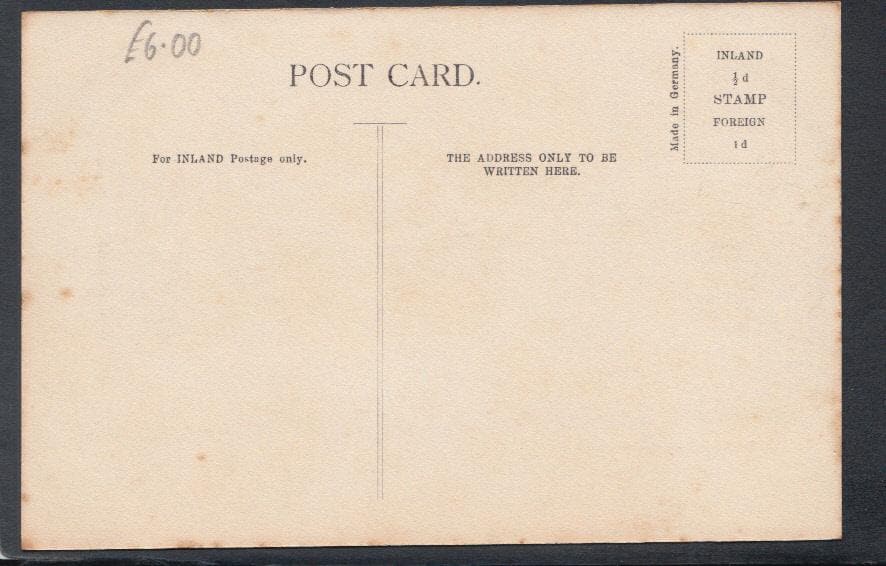 £6.00
POST CARD.
Made in Germany.
INLAND
½ d
STAMP
FOREIGN
1d
For INLAND Postage only.
THE ADDRESS ONLY TO BE
WRITTEN HERE.